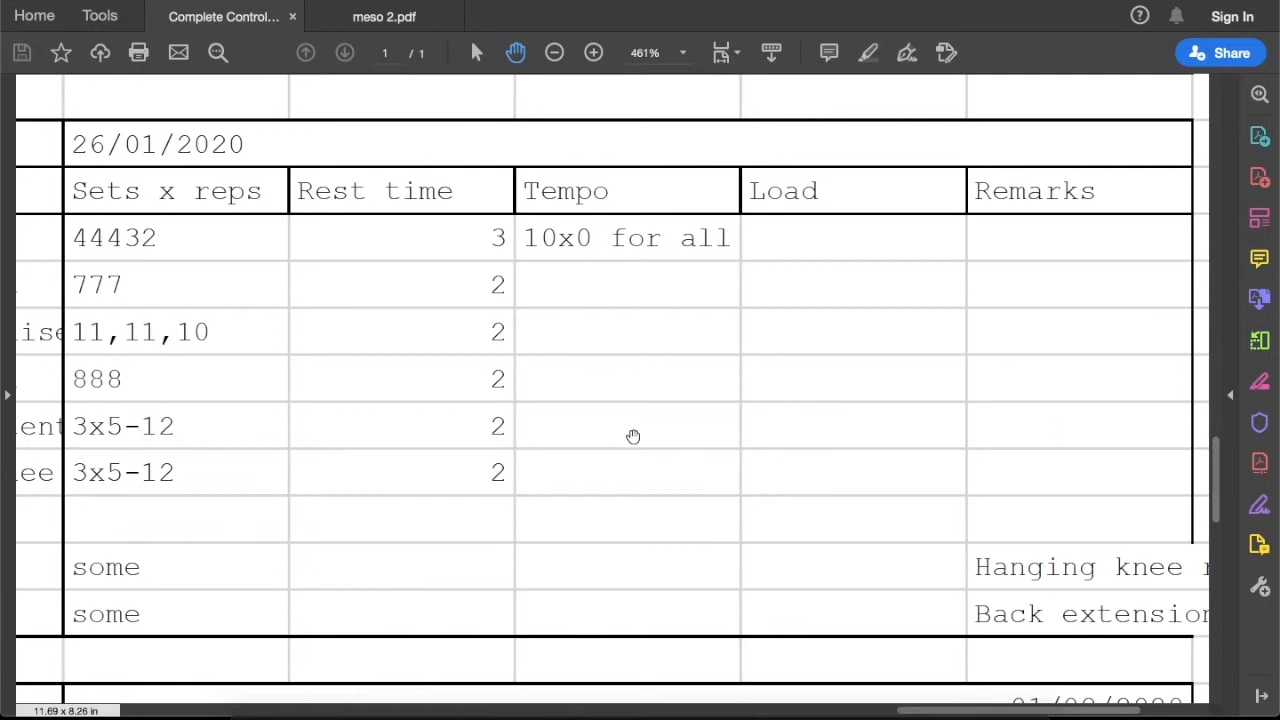 Home Tools Complete Control... × meso 2.pdf Sign In
1 / 1 461% Share
26/01/2020
Sets x reps Rest time Tempo Load Remarks
44432 3 10x0 for all
777 2
ise 11,11,10 2
888 2
ent 3x5-12 2
ee 3x5-12 2
some Hanging knee
some Back extension
11.69 x 8.26 in